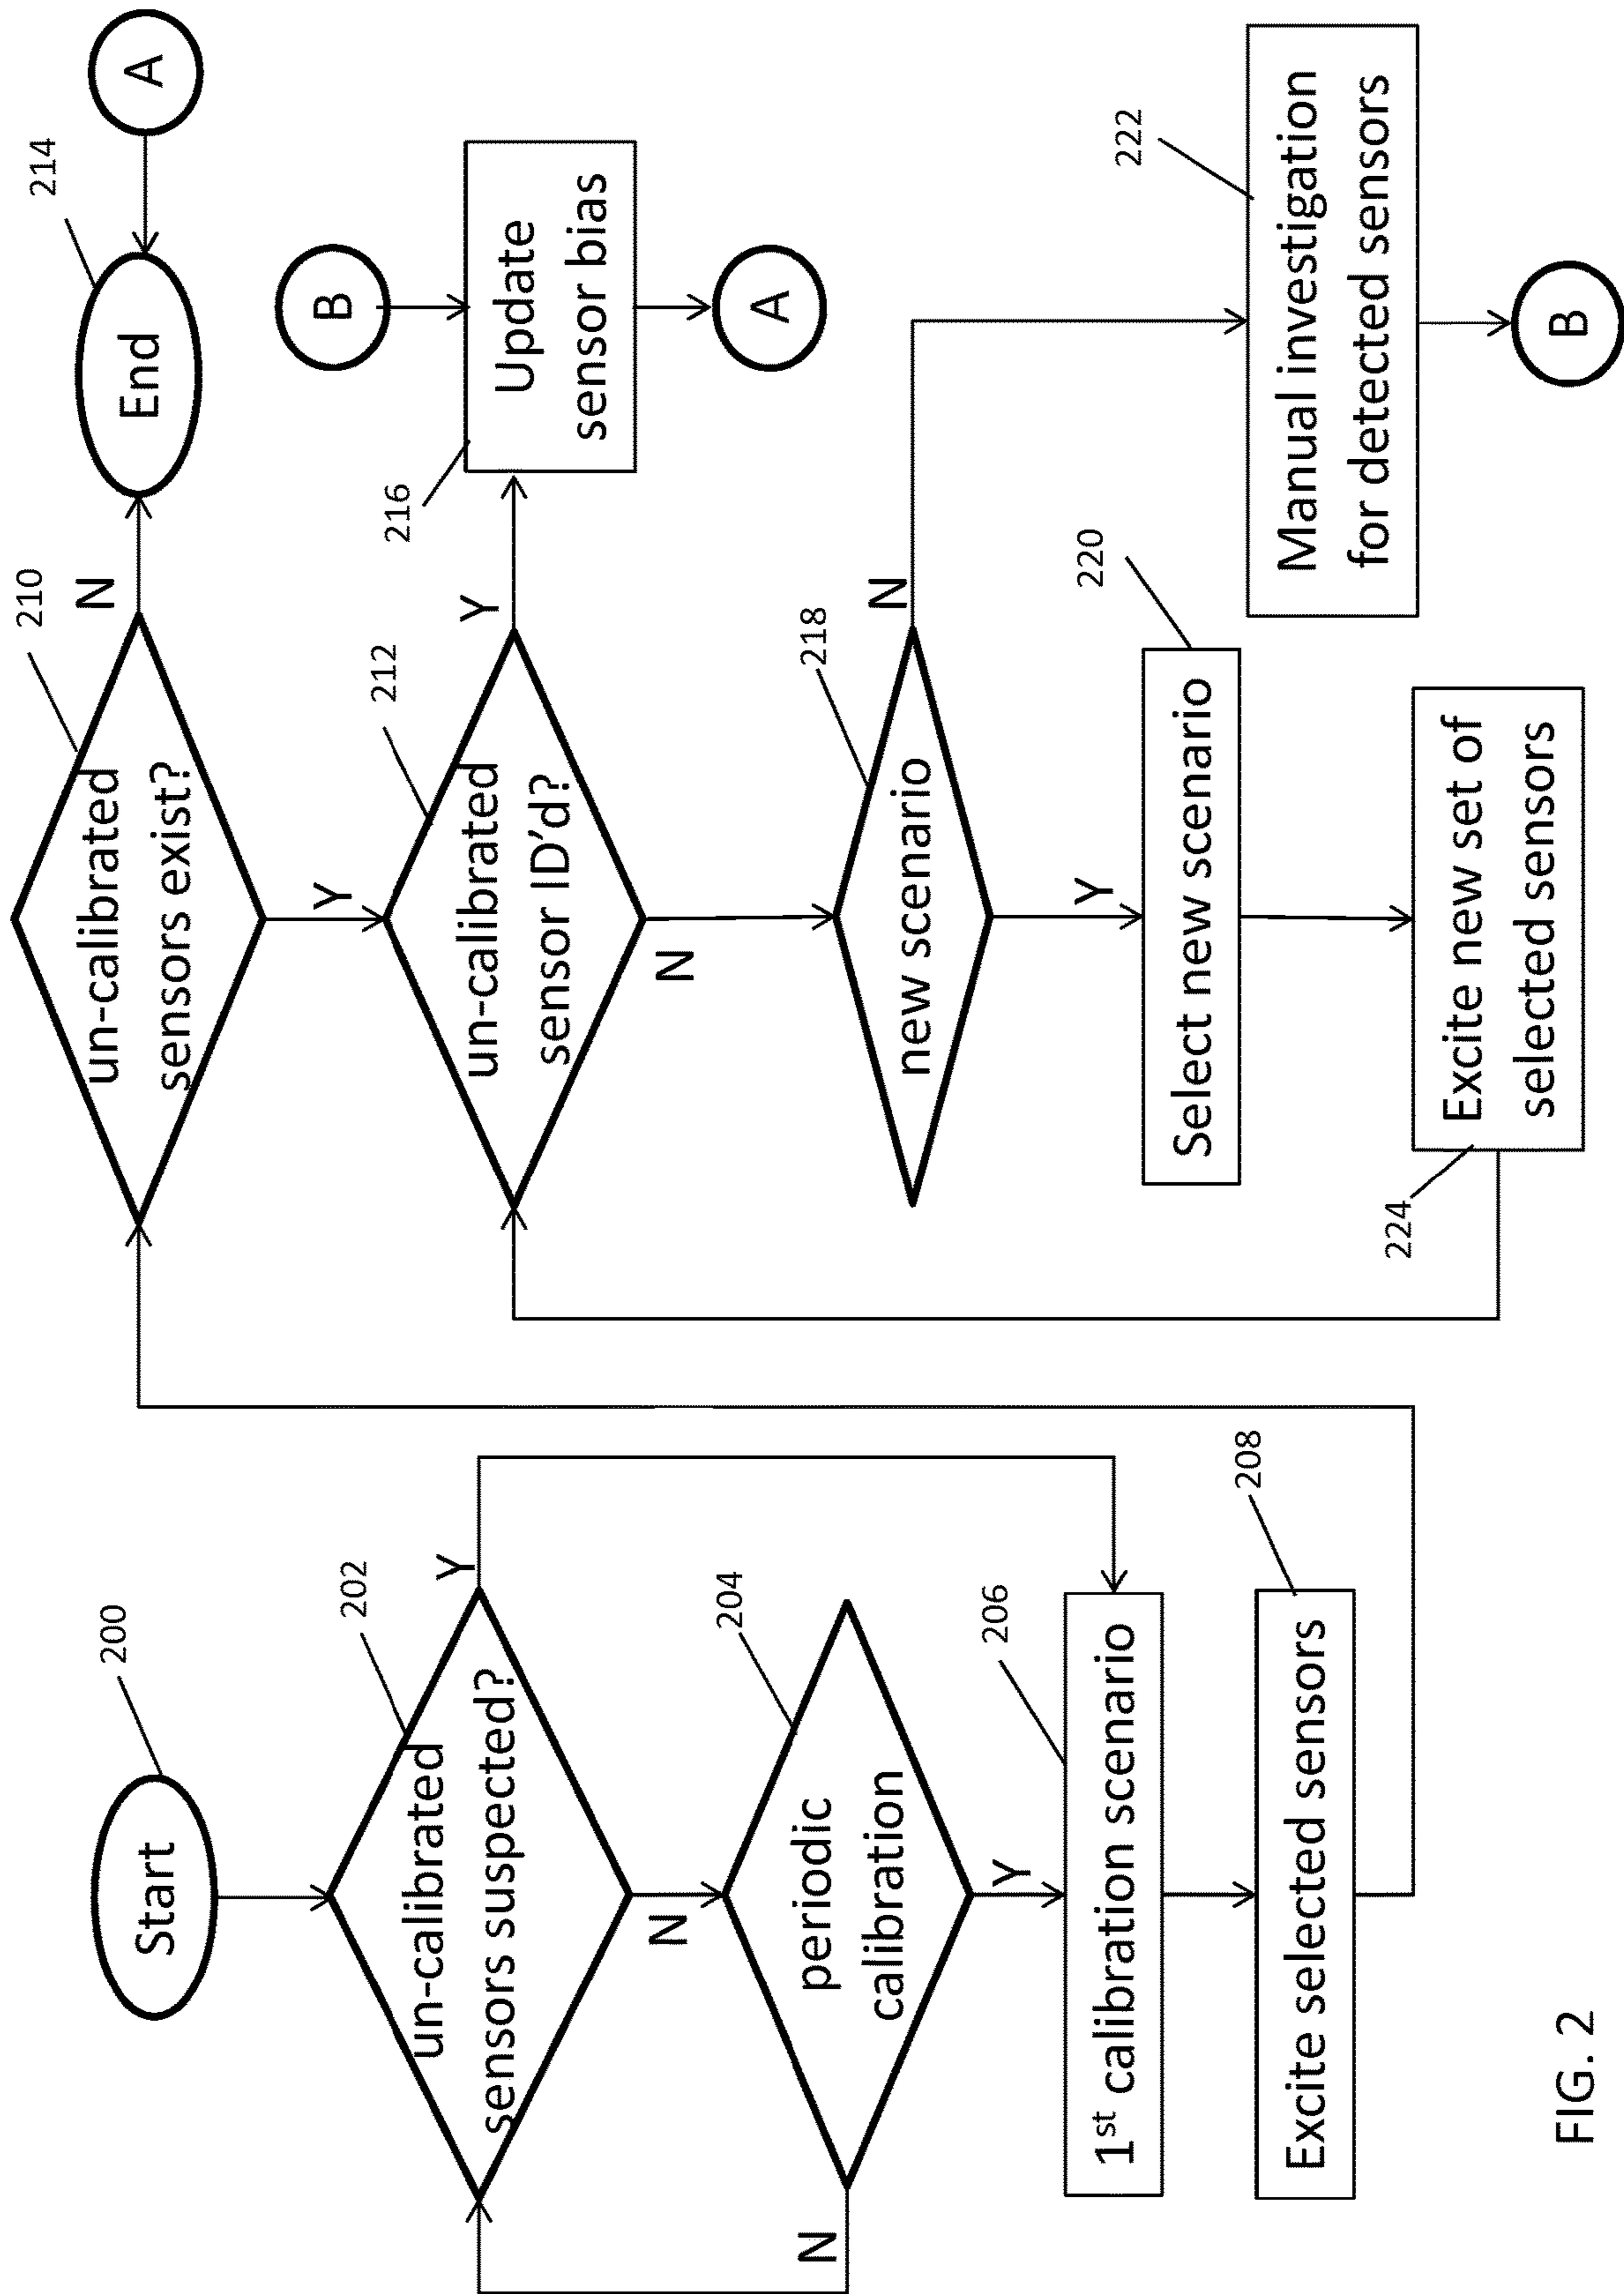 Start
200
un-calibrated
sensors suspected?
202
Y
N
periodic
calibration
204
N
Y
1st calibration scenario
206
Excite selected sensors
208
un-calibrated
sensors exist?
210
N
End
214
A
Y
un-calibrated
sensor ID'd?
212
Y
B
Update
sensor bias
216
A
N
new scenario
218
N
Y
Select new scenario
220
Manual investigation
for detected sensors
222
B
Excite new set of
selected sensors
224
FIG. 2